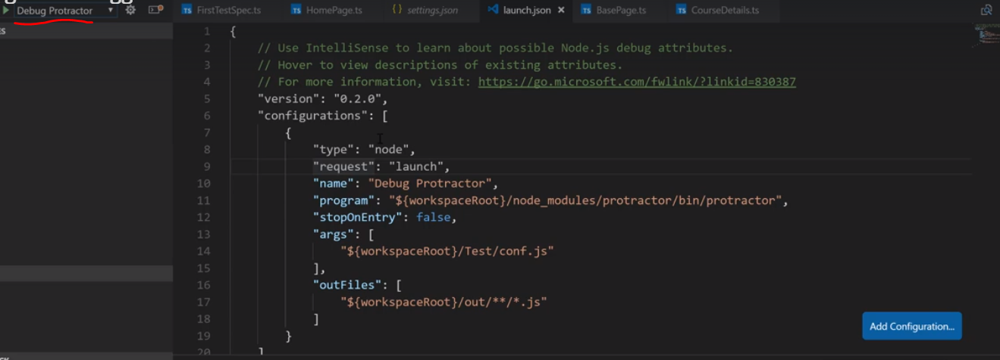 Debug Protractor
FirstTestSpec.ts
HomePage.ts
settings.json
launch.json
BasePage.ts
CourseDetails.ts
ES
1 {
2 // Use IntelliSense to learn about possible Node.js debug attributes.
3 // Hover to view descriptions of existing attributes.
4 // For more information, visit: https://go.microsoft.com/fwlink/?linkid=830387
5 "version": "0.2.0",
6 "configurations": [
7 {
8 "type": "node",
9 "request": "launch",
10 "name": "Debug Protractor",
11 "program": "${workspaceRoot}/node_modules/protractor/bin/protractor",
12 "stopOnEntry": false,
13 "args": [
14 "${workspaceRoot}/Test/conf.js"
15 ],
16 "outFiles": [
17 "${workspaceRoot}/out/**/*.js"
18 ]
19 }
20 ]
Add Configuration...